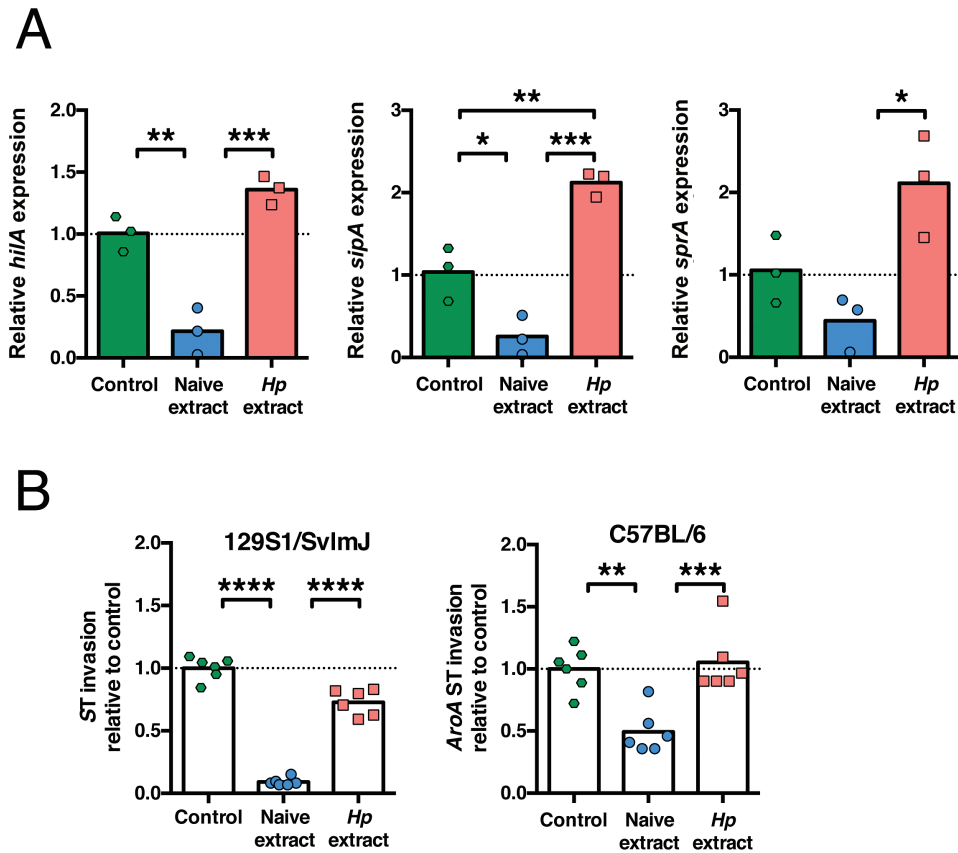 A
Relative hilA expression
2.0
1.5
1.0
0.5
0.0
** ***
Control
Naive extract
Hp extract
Relative sipA expression
3
2
1
0
**
* ***
Control
Naive extract
Hp extract
Relative sprA expression
3
2
1
0
*
Control
Naive extract
Hp extract
B
129S1/SvImJ
ST invasion
relative to control
2.0
1.5
1.0
0.5
0.0
**** ****
Control
Naive extract
Hp extract
C57BL/6
AroA ST invasion
relative to control
2.0
1.5
1.0
0.5
0.0
** ***
Control
Naive extract
Hp extract